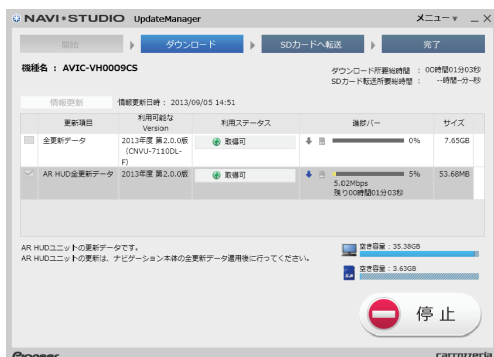 NAVI*STUDIO UpdateManager メニュー
開始 ダウンロード SDカードへ転送 完了
機種名 : AVIC-VH0009CS
ダウンロード所要総時間 : 00時間01分03秒
SDカード転送所要総時間 : --時間--分--秒
情報更新 情報更新日時 : 2013/09/05 14:51
更新項目 利用可能な Version 利用ステータス 進捗バー サイズ
全更新データ 2013年度 第2.0.0版 取得可 0% 7.65GB
(CNVU-7110DL-
F)
AR HUD全更新データ 2013年度 第2.0.0版 取得可 5% 53.68MB
5.02Mbps
残り00時間01分03秒
AR HUDユニットの更新データです。
AR HUDユニットの更新は、ナビゲーション本体の全更新データ適用後に行ってください。
空き容量 : 35.38GB
空き容量 : 3.63GB
停止
Pioneer carrozzeria